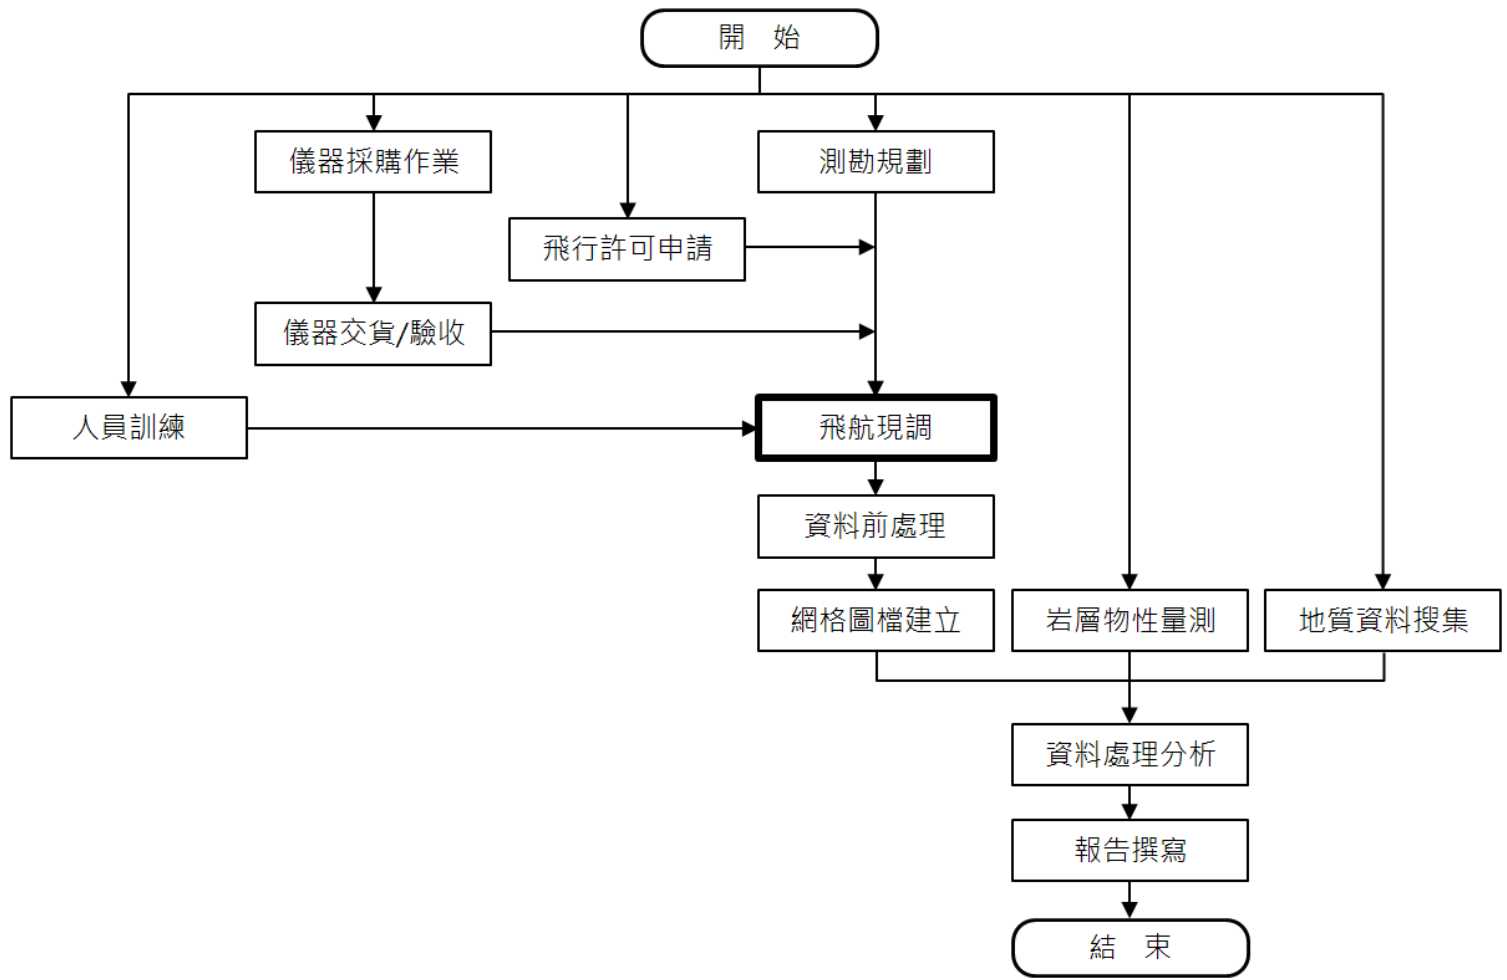 開　始
儀器採購作業
測勘規劃
飛行許可申請
儀器交貨/驗收
人員訓練
飛航現調
資料前處理
網格圖檔建立
岩層物性量測
地質資料搜集
資料處理分析
報告撰寫
結　束